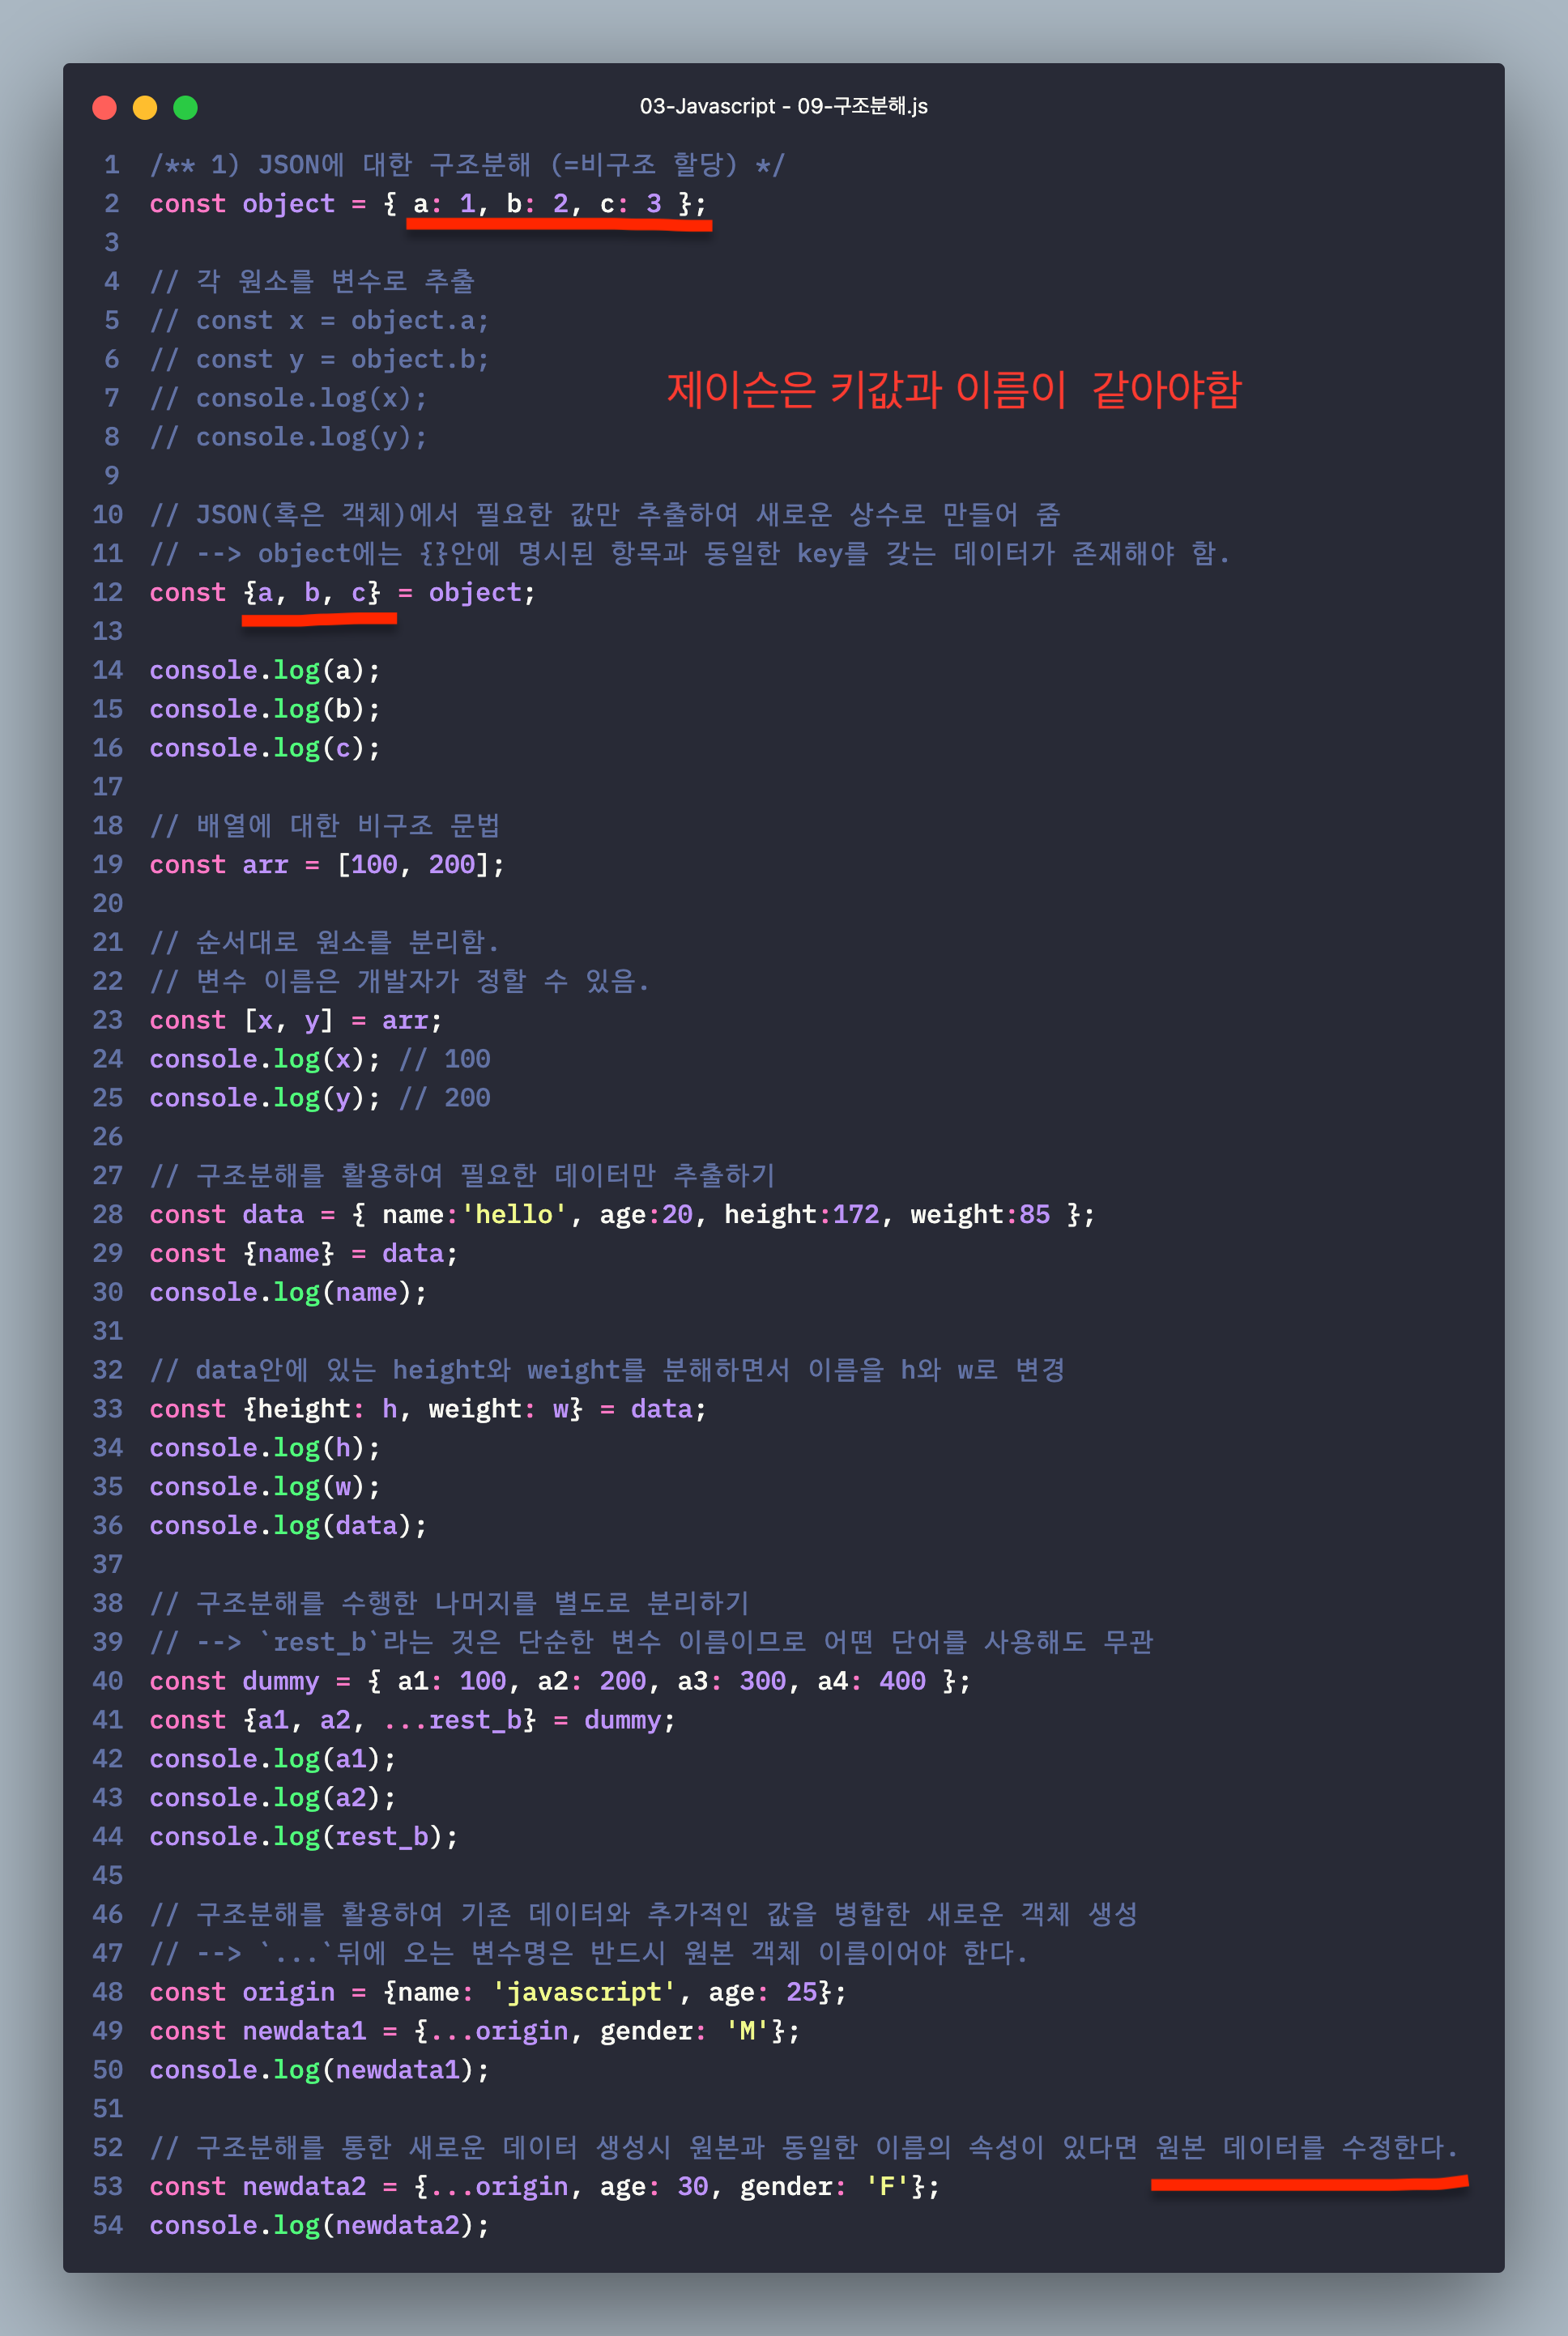 03-Javascript - 09-구조분해.js
1 /** 1) JSON에 대한 구조분해 (=비구조 할당) */
2 const object = { a: 1, b: 2, c: 3 };
3
4 // 각 원소를 변수로 추출
5 // const x = object.a;
6 // const y = object.b;
제이슨은 키값과 이름이 같아야함
7 // console.log(x);
8 // console.log(y);
9
10 // JSON(혹은 객체)에서 필요한 값만 추출하여 새로운 상수로 만들어 줌
11 // --> object에는 {}안에 명시된 항목과 동일한 key를 갖는 데이터가 존재해야 함.
12 const {a, b, c} = object;
13
14 console.log(a);
15 console.log(b);
16 console.log(c);
17
18 // 배열에 대한 비구조 문법
19 const arr = [100, 200];
20
21 // 순서대로 원소를 분리함.
22 // 변수 이름은 개발자가 정할 수 있음.
23 const [x, y] = arr;
24 console.log(x); // 100
25 console.log(y); // 200
26
27 // 구조분해를 활용하여 필요한 데이터만 추출하기
28 const data = { name:'hello', age:20, height:172, weight:85 };
29 const {name} = data;
30 console.log(name);
31
32 // data안에 있는 height와 weight를 분해하면서 이름을 h와 w로 변경
33 const {height: h, weight: w} = data;
34 console.log(h);
35 console.log(w);
36 console.log(data);
37
38 // 구조분해를 수행한 나머지를 별도로 분리하기
39 // --> `rest_b`라는 것은 단순한 변수 이름이므로 어떤 단어를 사용해도 무관
40 const dummy = { a1: 100, a2: 200, a3: 300, a4: 400 };
41 const {a1, a2, ...rest_b} = dummy;
42 console.log(a1);
43 console.log(a2);
44 console.log(rest_b);
45
46 // 구조분해를 활용하여 기존 데이터와 추가적인 값을 병합한 새로운 객체 생성
47 // --> `...`뒤에 오는 변수명은 반드시 원본 객체 이름이어야 한다.
48 const origin = {name: 'javascript', age: 25};
49 const newdata1 = {...origin, gender: 'M'};
50 console.log(newdata1);
51
52 // 구조분해를 통한 새로운 데이터 생성시 원본과 동일한 이름의 속성이 있다면 원본 데이터를 수정한다.
53 const newdata2 = {...origin, age: 30, gender: 'F'};
54 console.log(newdata2);